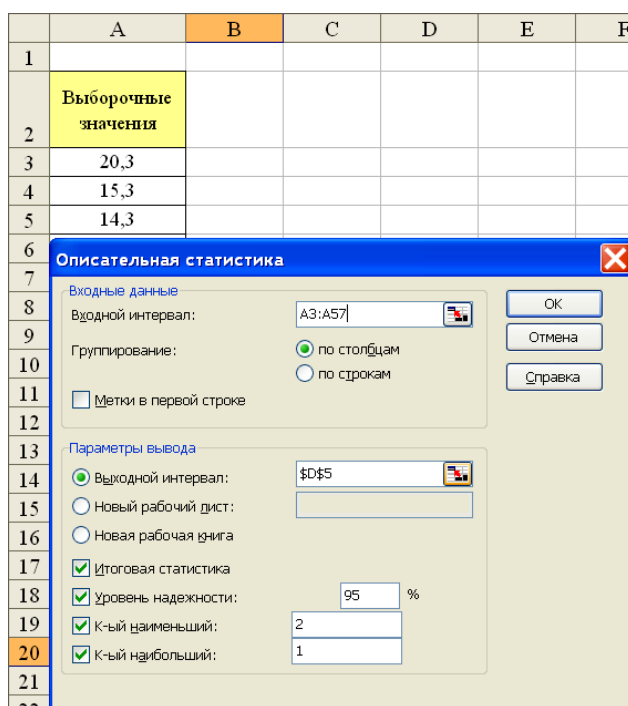 A B C D E F
1
2 Выборочные
значения
3 20,3
4 15,3
5 14,3
6
Описательная статистика
7
Входные данные
8 Входной интервал: A3:A57 ОК
9 Отмена
Группирование: по столбцам
10 по строкам Справка
11 Метки в первой строке
12
13 Параметры вывода
14 Выходной интервал: $D$5
15 Новый рабочий лист:
16 Новая рабочая книга
17 Итоговая статистика
18 Уровень надежности: 95 %
19 К-ый наименьший: 2
20 К-ый наибольший: 1
21
22